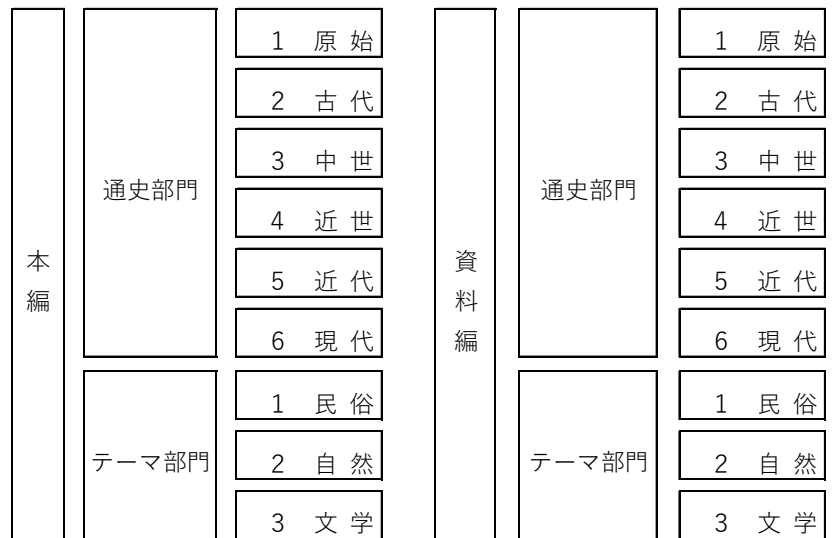 本編
通史部門
1 原始
2 古代
3 中世
4 近世
5 近代
6 現代
テーマ部門
1 民俗
2 自然
3 文学
資料編
通史部門
1 原始
2 古代
3 中世
4 近世
5 近代
6 現代
テーマ部門
1 民俗
2 自然
3 文学